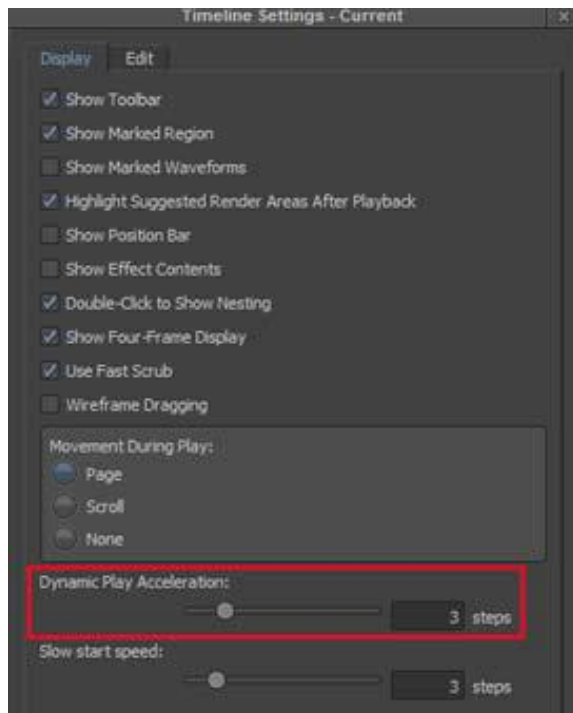 Timeline Settings - Current
Display Edit
Show Toolbar
Show Marked Region
Show Marked Waveforms
Highlight Suggested Render Areas After Playback
Show Position Bar
Show Effect Contents
Double-Click to Show Nesting
Show Four-Frame Display
Use Fast Scrub
Wireframe Dragging
Movement During Play:
Page
Scroll
None
Dynamic Play Acceleration:
3 steps
Slow start speed:
3 steps